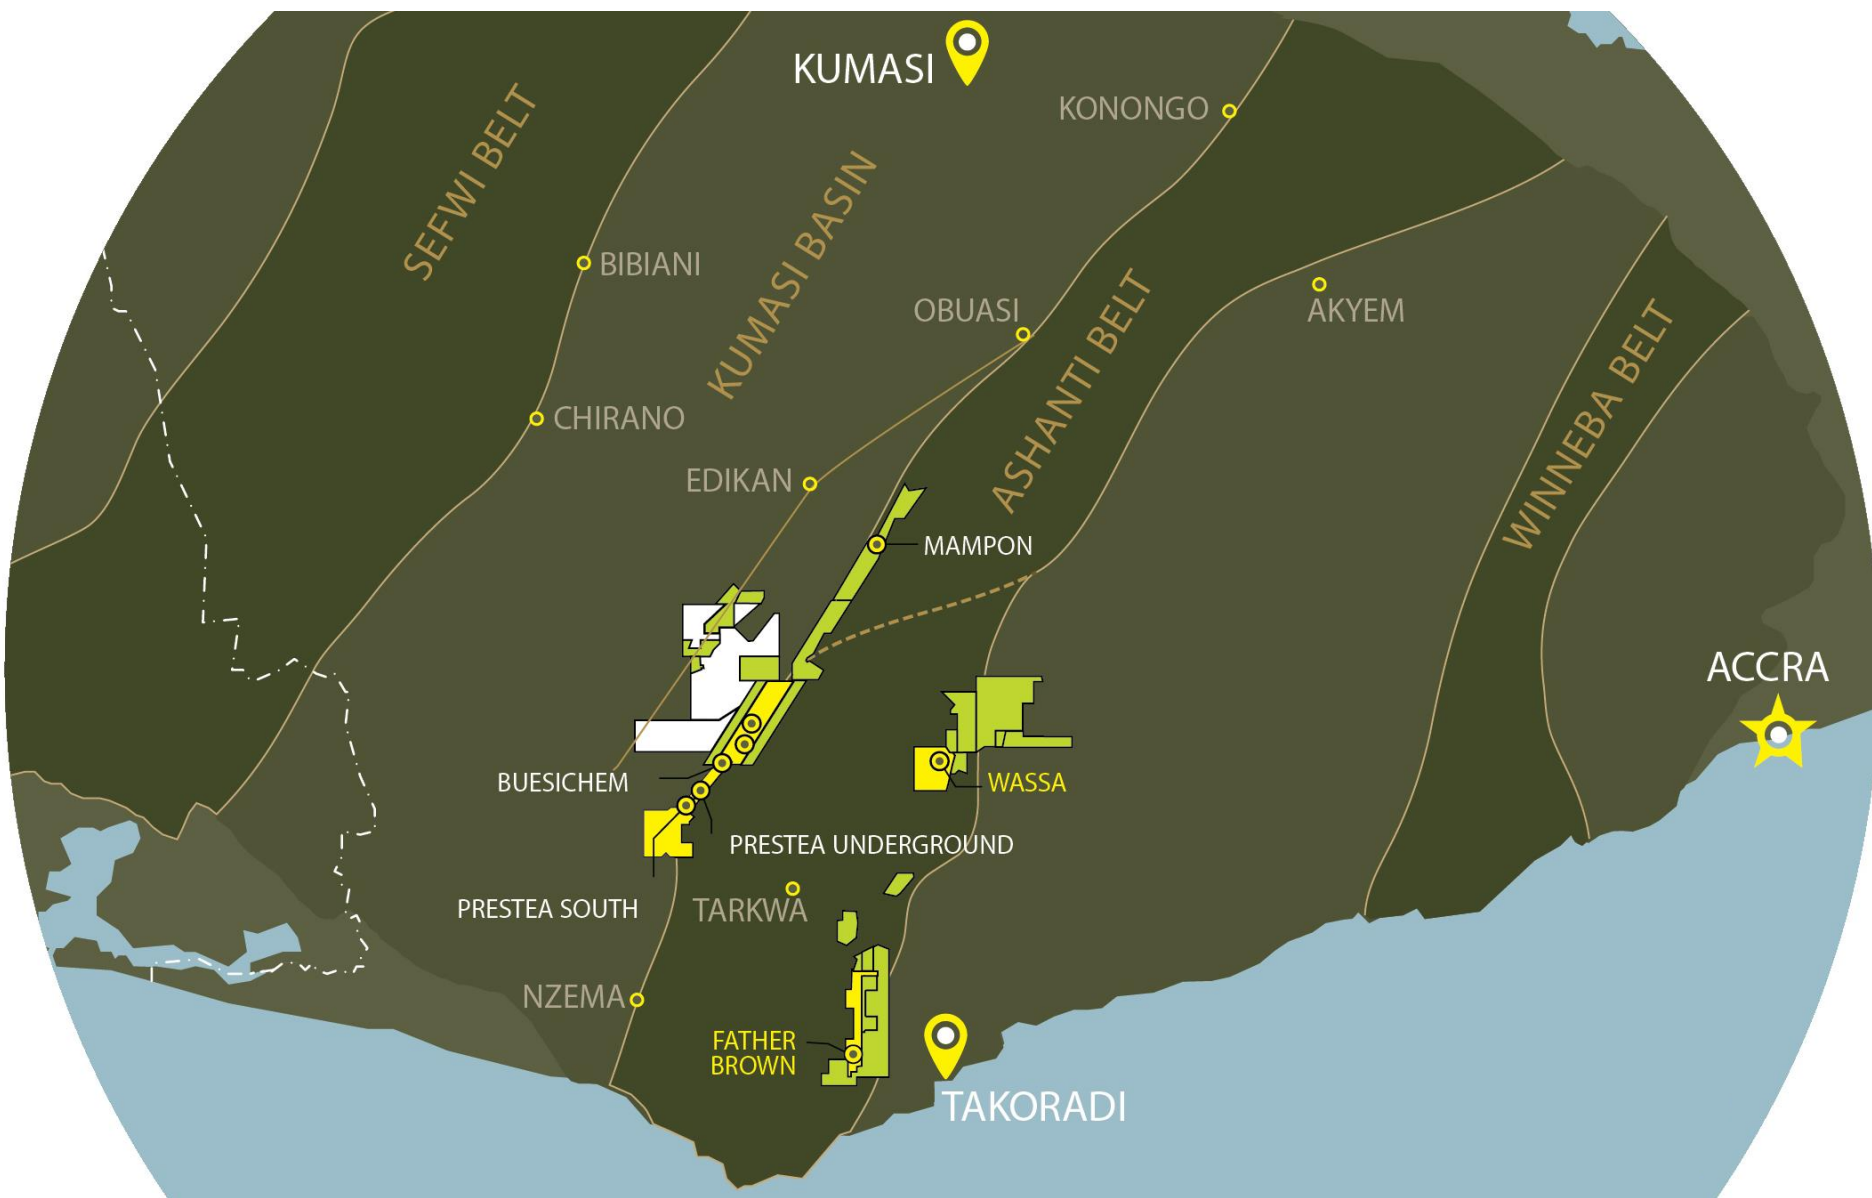 KUMASI
KONONGO
SEFWI BELT
KUMASI BASIN
BIBIANI
OBUASI
ASHANTI BELT
AKYEM
WINNEBA BELT
CHIRANO
EDIKAN
MAMPON
ACCRA
BUESICHEM
WASSA
PRESTEA UNDERGROUND
PRESTEA SOUTH
TARKWA
NZEMA
FATHER
BROWN
TAKORADI